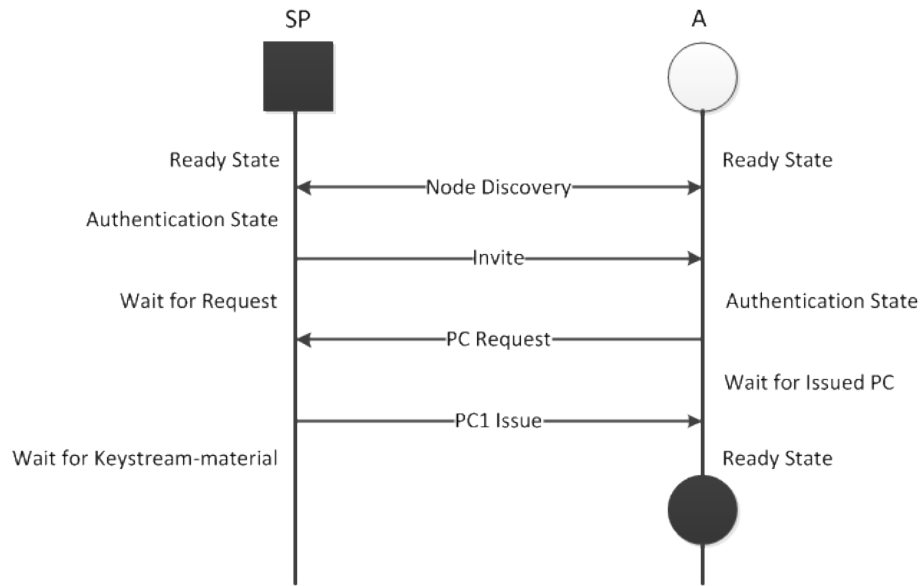 SP
A
Ready State
Ready State
Node Discovery
Authentication State
Invite
Wait for Request
Authentication State
PC Request
Wait for Issued PC
PC1 Issue
Wait for Keystream-material
Ready State